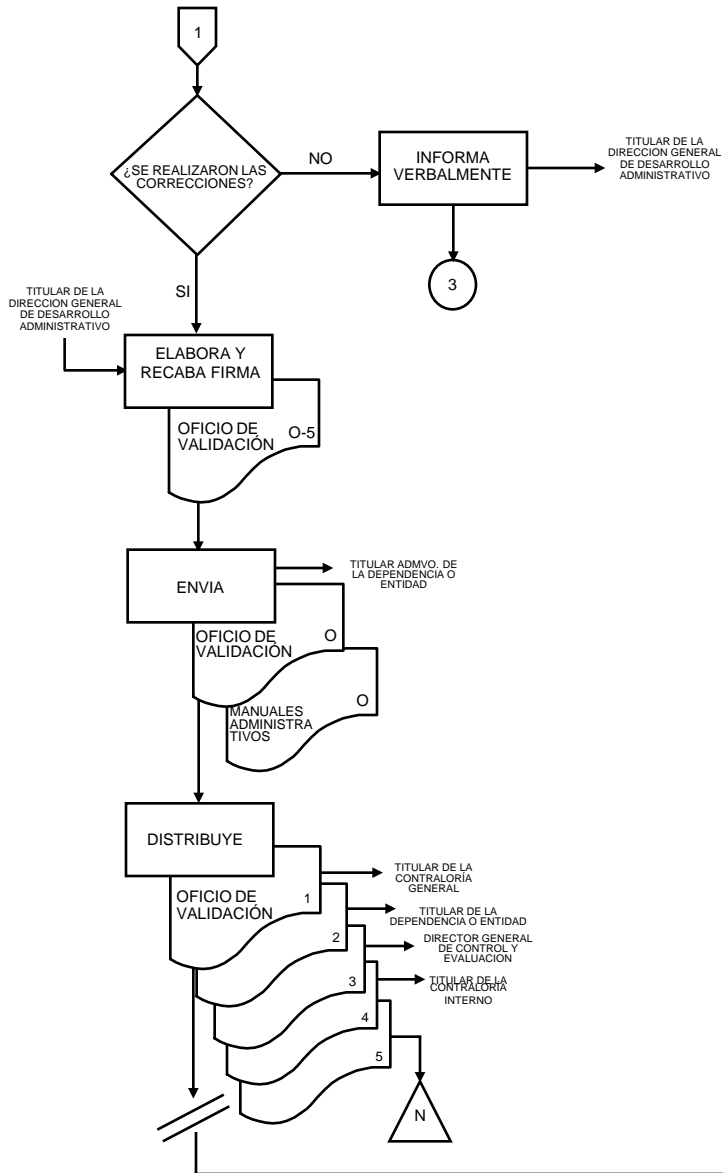 1
¿SE REALIZARON LAS
CORRECCIONES?
NO
INFORMA
VERBALMENTE
TITULAR DE LA
DIRECCION GENERAL
DE DESARROLLO
ADMINISTRATIVO
3
SI
TITULAR DE LA
DIRECCION GENERAL
DE DESARROLLO
ADMINISTRATIVO
ELABORA Y
RECABA FIRMA
OFICIO DE
VALIDACIÓN
O-5
ENVIA
TITULAR ADMVO. DE
LA DEPENDENCIA O
ENTIDAD
OFICIO DE
VALIDACIÓN
O
MANUALES
ADMINISTRA
TIVOS
O
DISTRIBUYE
OFICIO DE
VALIDACIÓN
1
TITULAR DE LA
CONTRALORÍA
GENERAL
2
TITULAR DE LA
DEPENDENCIA O ENTIDAD
3
DIRECTOR GENERAL
DE CONTROL Y
EVALUACION
4
TITULAR DE LA
CONTRALORÍA
INTERNO
5
N